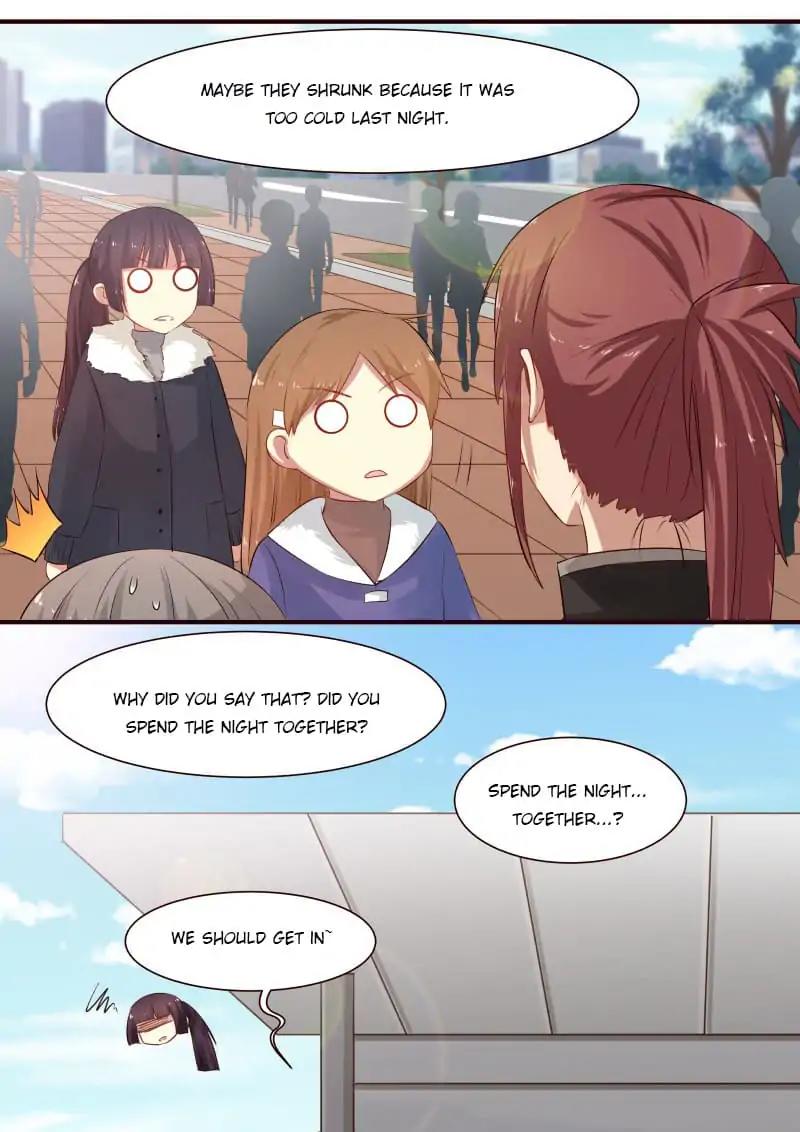 MAYBE THEY SHRUNK BECAUSE IT WAS
TOO COLD LAST NIGHT.
WHY DID YOU SAY THAT? DID YOU
SPEND THE NIGHT TOGETHER?
SPEND THE NIGHT...
TOGETHER...?
WE SHOULD GET IN~